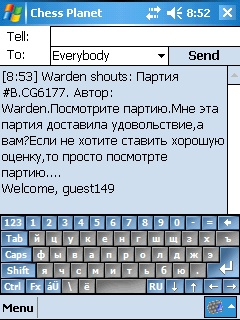 Chess Planet 8:52
Tell:
To: Everybody Send
[8:53] Warden shouts: Партия
#B.CG6177. Автор:
Warden.Посмотрите партию.Мне эта
партия доставила удовольствие,а
вам?Если не хотите ставить хорошую
оценку,то просто посмотрте
партию....
Welcome, guest149
123 1 2 3 4 5 6 7 8 9 0 - =
Tab й ц у к е н г ш щ з х ъ
Caps ф ы в а п р о л д ж э
Shift я ч с м и т ь б ю .
Ctrl Fx áü \ ё RU
Menu